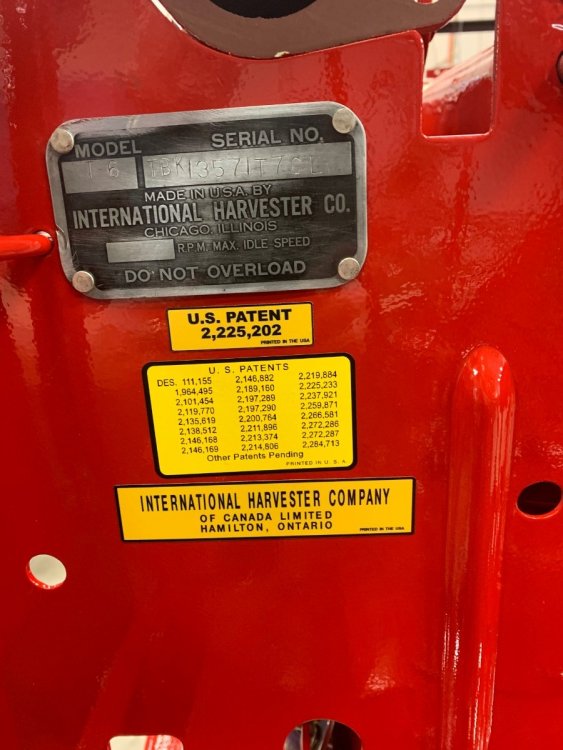 MODEL SERIAL NO.
I 6 TBK13571T7CL
MADE IN U.S.A. BY
INTERNATIONAL HARVESTER CO.
CHICAGO, ILLINOIS
R.P.M. MAX. IDLE SPEED
DO NOT OVERLOAD
U.S. PATENT
2,225,202
PRINTED IN THE USA
U. S. PATENTS
DES. 111,155 2,146,882 2,219,884
1,964,495 2,189,160 2,225,233
2,101,454 2,197,289 2,237,921
2,119,770 2,197,290 2,259,871
2,135,619 2,200,764 2,266,581
2,138,512 2,211,896 2,272,286
2,146,168 2,213,374 2,272,287
2,146,169 2,214,806 2,284,713
Other Patents Pending
PRINTED IN U. S. A.
INTERNATIONAL HARVESTER COMPANY
OF CANADA LIMITED
HAMILTON, ONTARIO
PRINTED IN THE USA